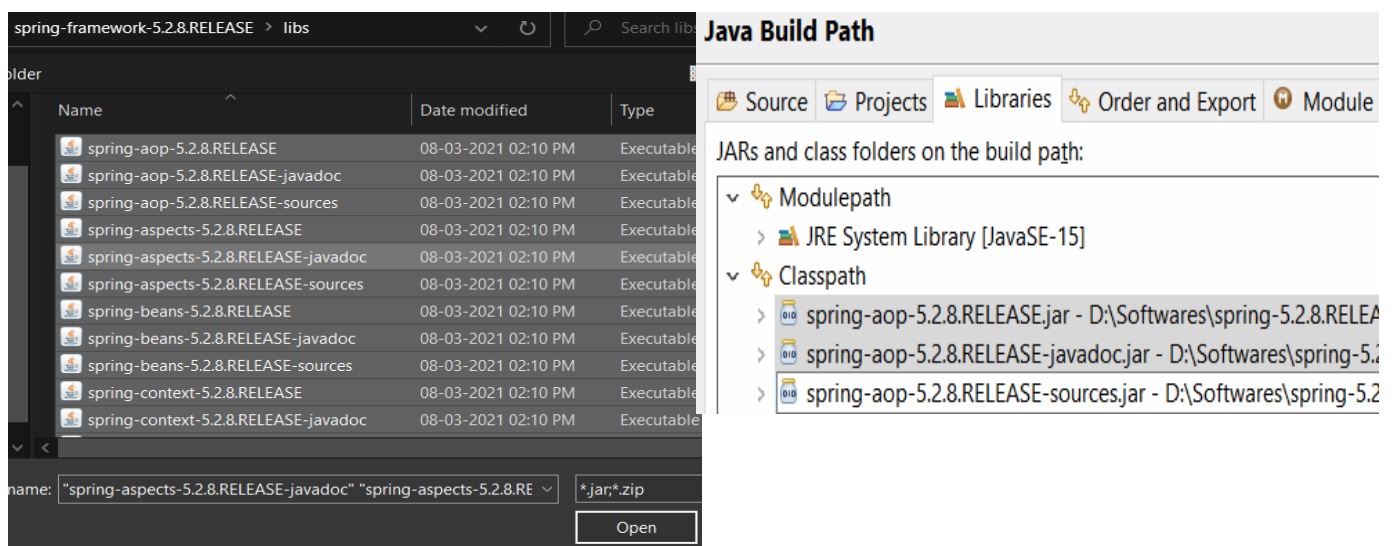 spring-framework-5.2.8.RELEASE > libs
Search libs
older
Name Date modified Type
spring-aop-5.2.8.RELEASE 08-03-2021 02:10 PM Executable
spring-aop-5.2.8.RELEASE-javadoc 08-03-2021 02:10 PM Executable
spring-aop-5.2.8.RELEASE-sources 08-03-2021 02:10 PM Executable
spring-aspects-5.2.8.RELEASE 08-03-2021 02:10 PM Executable
spring-aspects-5.2.8.RELEASE-javadoc 08-03-2021 02:10 PM Executable
spring-aspects-5.2.8.RELEASE-sources 08-03-2021 02:10 PM Executable
spring-beans-5.2.8.RELEASE 08-03-2021 02:10 PM Executable
spring-beans-5.2.8.RELEASE-javadoc 08-03-2021 02:10 PM Executable
spring-beans-5.2.8.RELEASE-sources 08-03-2021 02:10 PM Executable
spring-context-5.2.8.RELEASE 08-03-2021 02:10 PM Executable
spring-context-5.2.8.RELEASE-javadoc 08-03-2021 02:10 PM Executable
name: "spring-aspects-5.2.8.RELEASE-javadoc" "spring-aspects-5.2.8.RE *.jar;*.zip
Open
Java Build Path
Source Projects Libraries Order and Export Module
JARs and class folders on the build path:
Modulepath
JRE System Library [JavaSE-15]
Classpath
spring-aop-5.2.8.RELEASE.jar - D:\Softwares\spring-5.2.8.RELEA
spring-aop-5.2.8.RELEASE-javadoc.jar - D:\Softwares\spring-5.2
spring-aop-5.2.8.RELEASE-sources.jar - D:\Softwares\spring-5.2